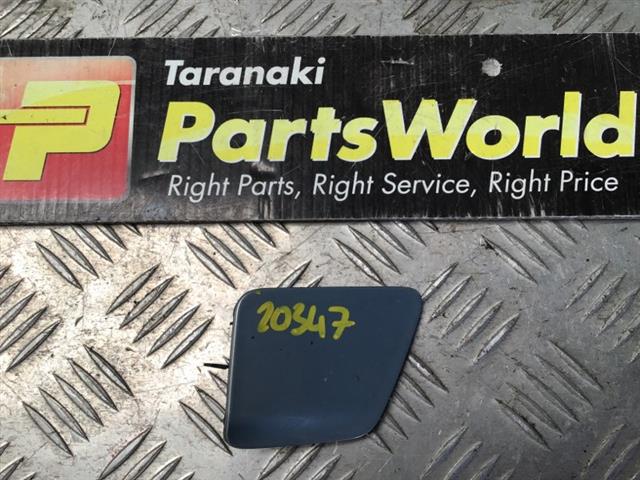 Taranaki
P PartsWorld
Right Parts, Right Service, Right Price
20347